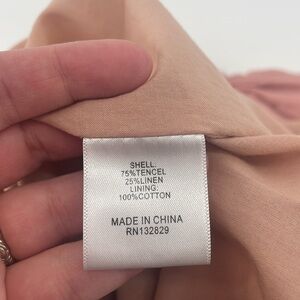 SHELL:
75%TENCEL
25%LINEN
LINING:
100%COTTON
MADE IN CHINA
RN132829